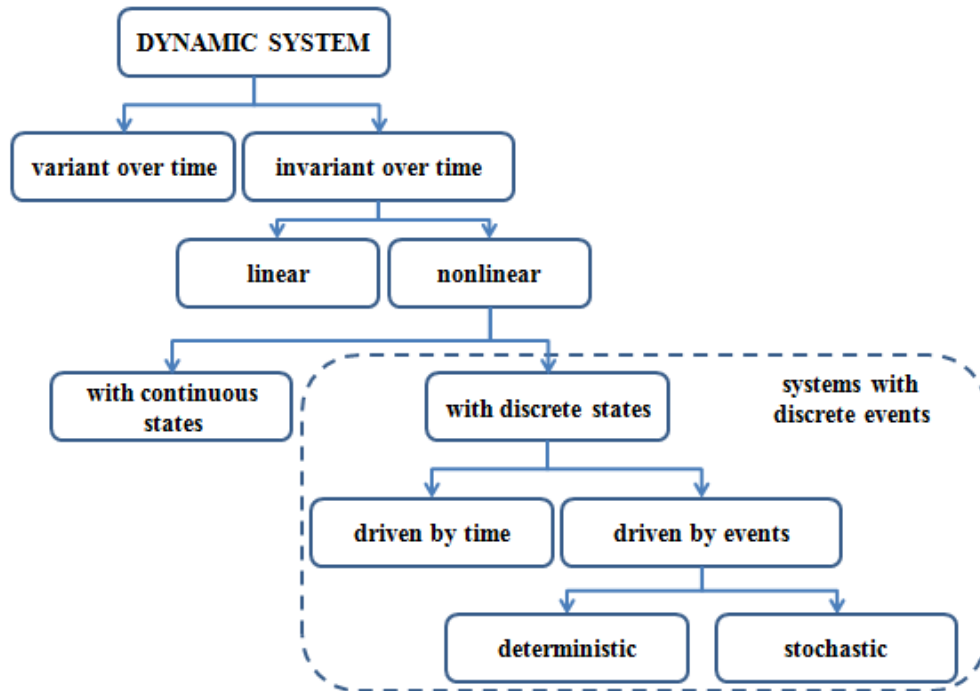 DYNAMIC SYSTEM
variant over time
invariant over time
linear
nonlinear
with continuous
states
with discrete states
systems with
discrete events
driven by time
driven by events
deterministic
stochastic